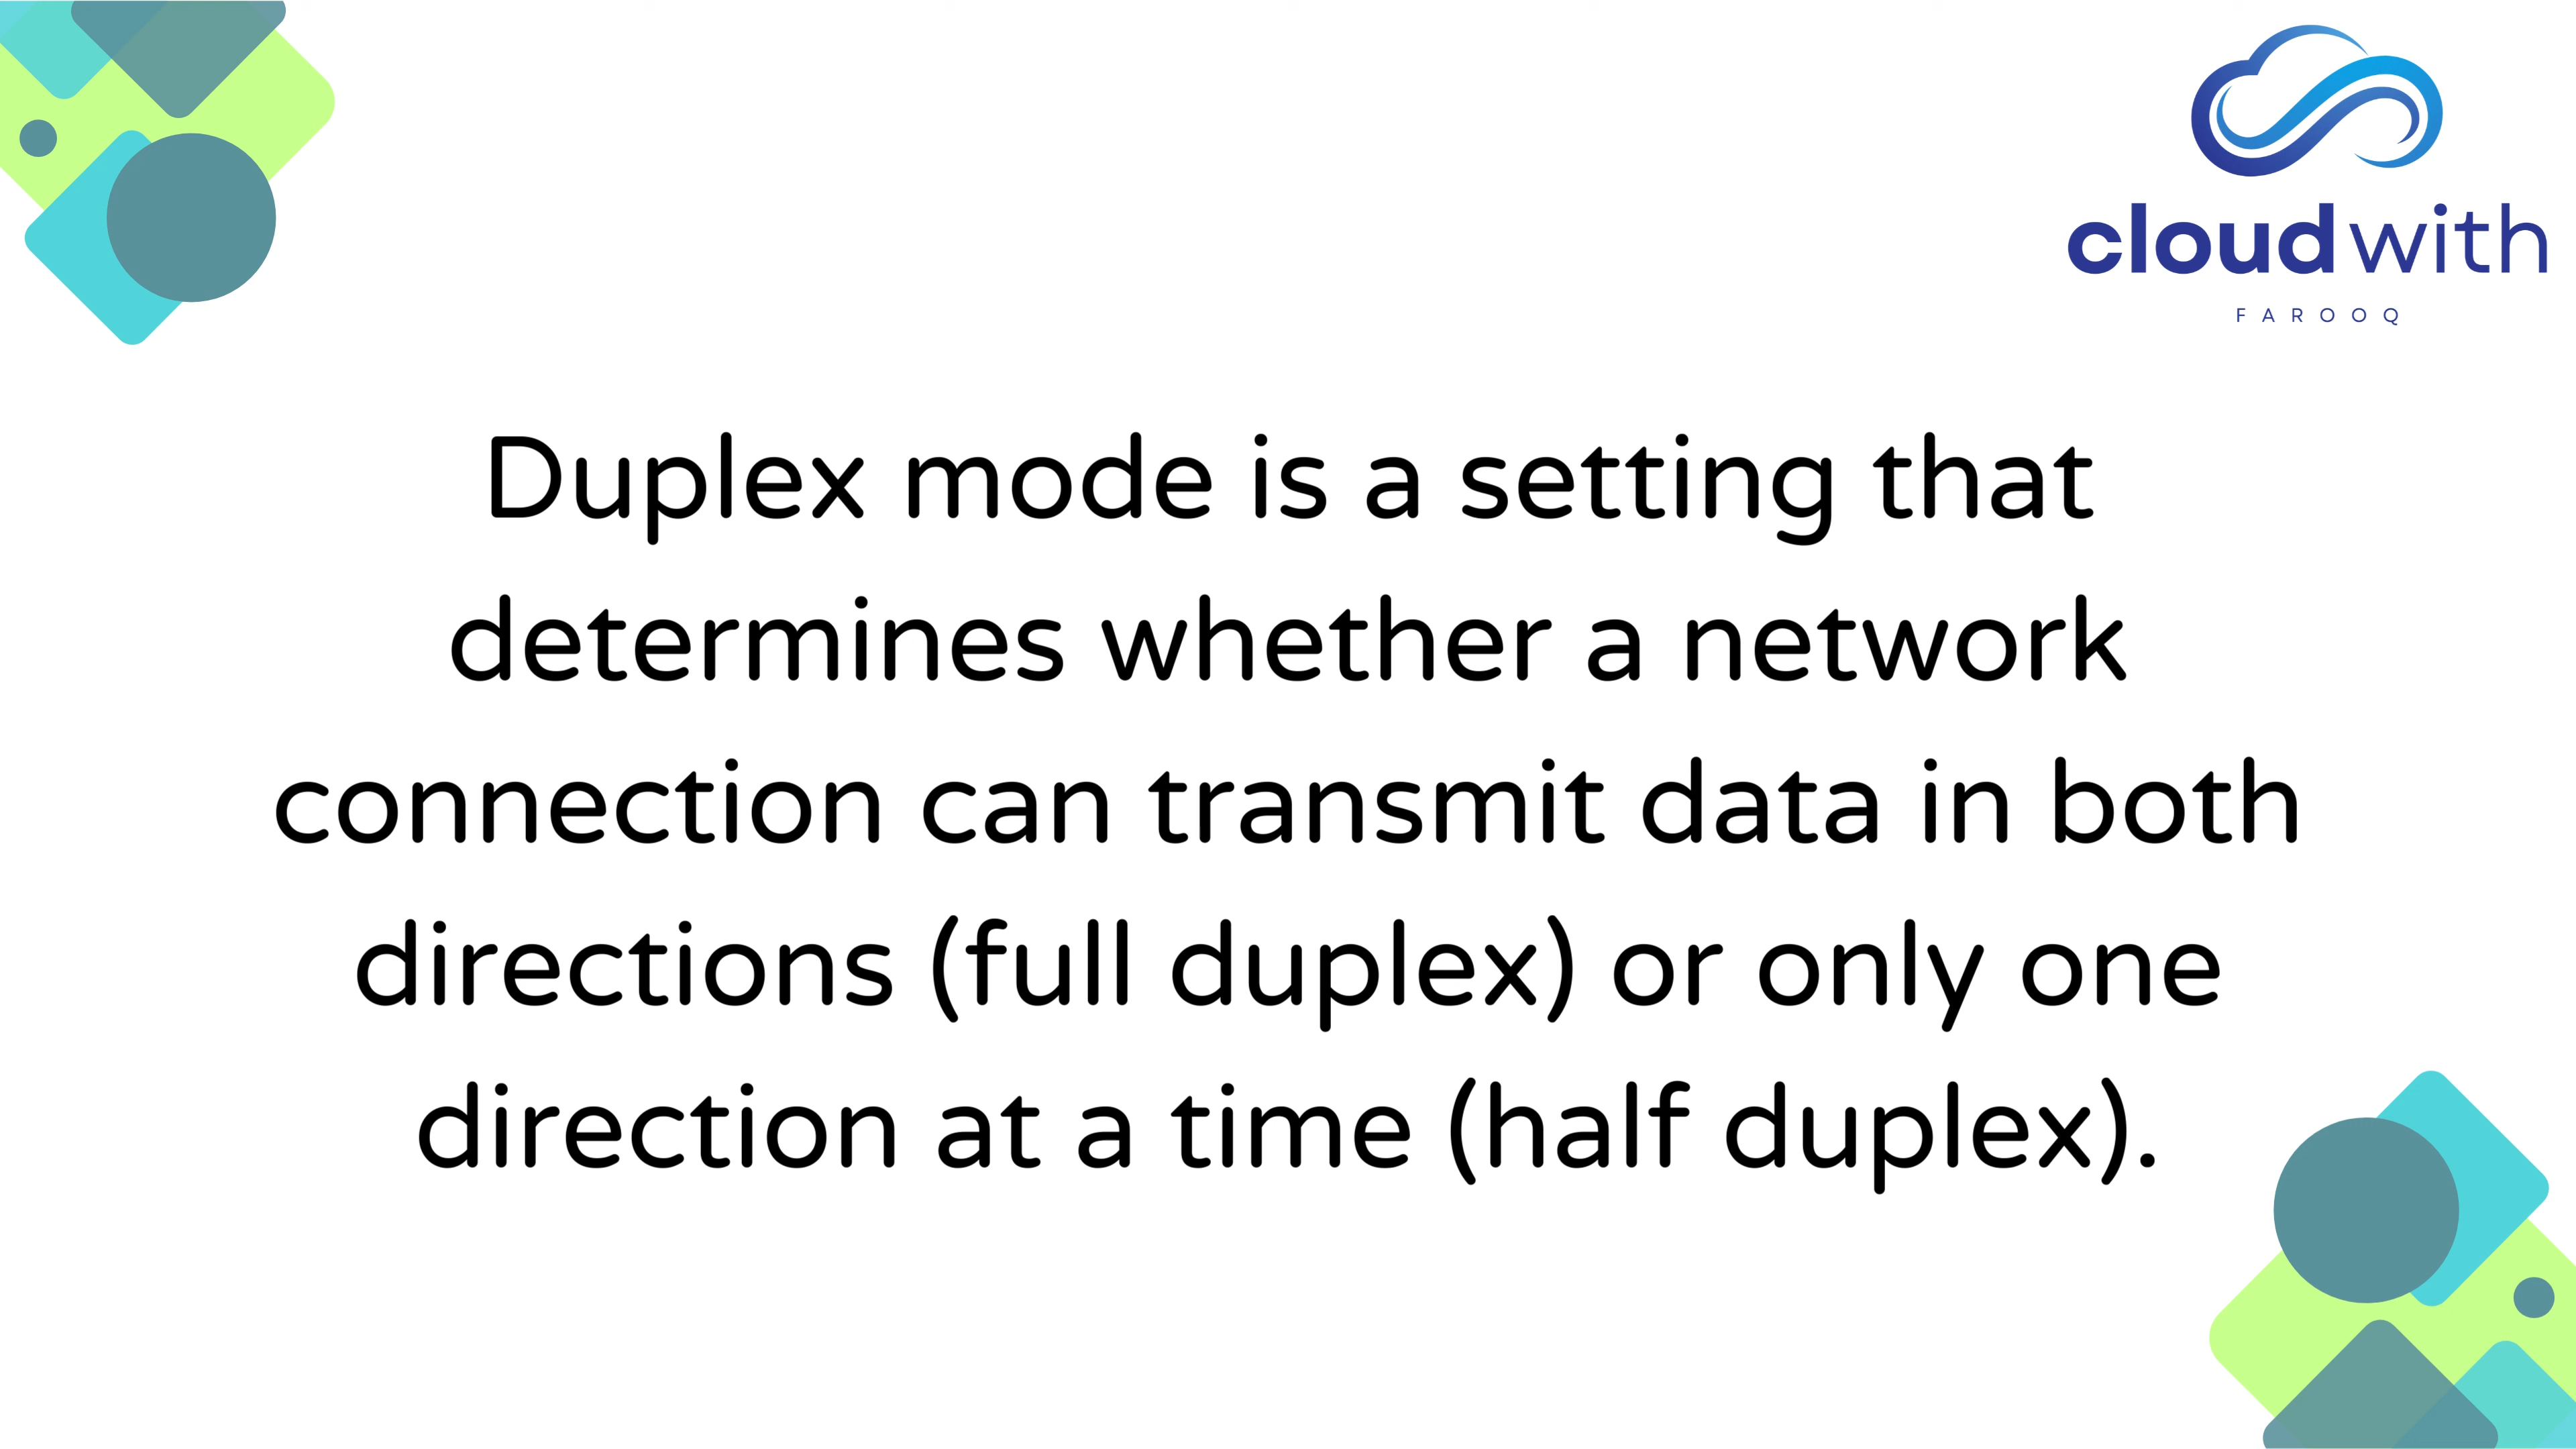 cloudwith
FAROOQ
Duplex mode is a setting that
determines whether a network
connection can transmit data in both
directions (full duplex) or only one
direction at a time (half duplex).